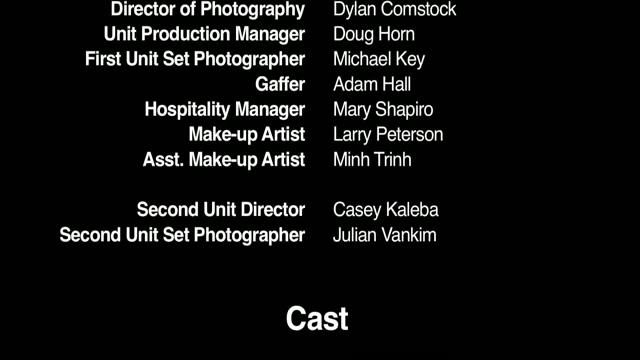 Director of Photography Dylan Comstock
Unit Production Manager Doug Horn
First Unit Set Photographer Michael Key
Gaffer Adam Hall
Hospitality Manager Mary Shapiro
Make-up Artist Larry Peterson
Asst. Make-up Artist Minh Trinh
Second Unit Director Casey Kaleba
Second Unit Set Photographer Julian Vankim
Cast